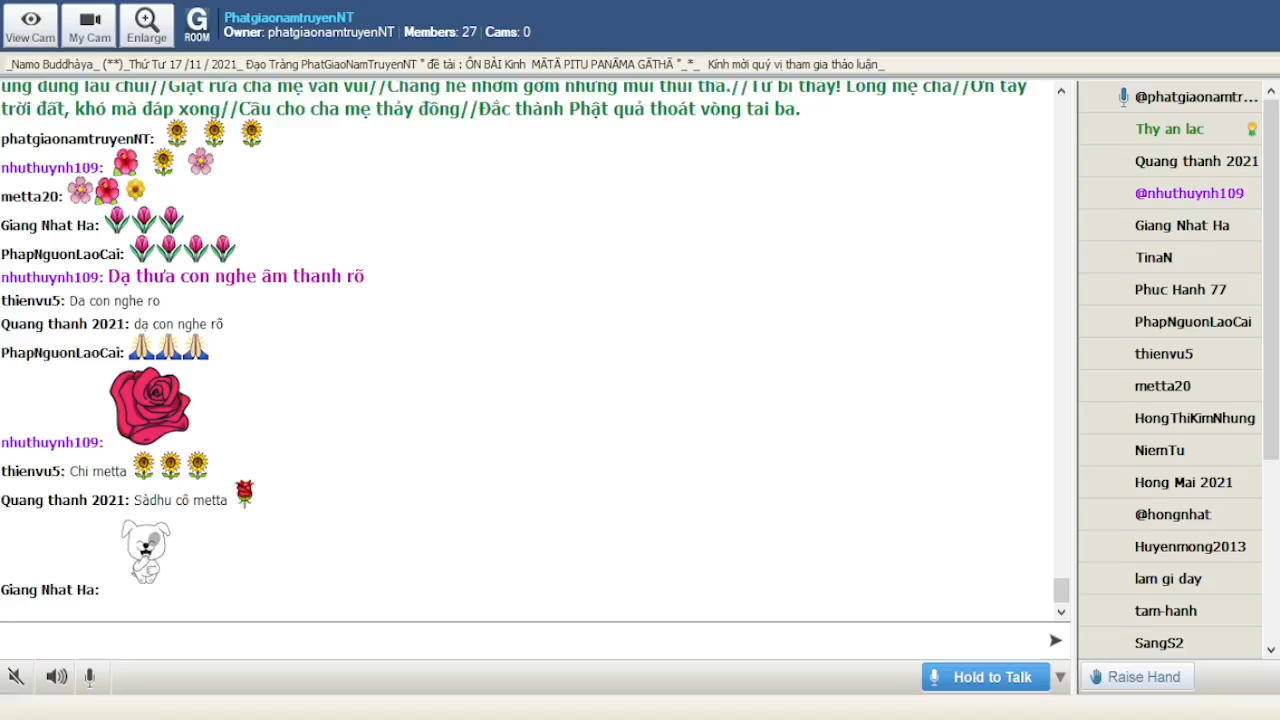 View Cam
My Cam
Enlarge
G
ROOM
PhatgiaonamtruyenNT
Owner: phatgiaonamtruyenNT | Members: 27 | Cams: 0
_Namo Buddhàya_ (**)_Thứ Tư 17 /11 / 2021_ Đạo Tràng PhatGiaoNamTruyenNT " đề tài : ÔN BÀI Kinh MĀTĀ PITU PANĀMA GĀTHĀ "_*_ Kính mời quý vị tham gia thảo luận_
ung dung lau chùi//Giặt rửa cha mẹ vẫn vui//Chẳng hề nhờm gớm những mùi thúi tha.//Từ bi thay! Lòng mẹ cha//Ơn tày
trời đất, khó mà đáp xong//Cầu cho cha mẹ thảy đồng//Đắc thành Phật quả thoát vòng tai ba.
phatgiaonamtruyenNT:
nhuthuynh109:
metta20:
Giang Nhat Ha:
PhapNguonLaoCai:
nhuthuynh109: Dạ thưa con nghe âm thanh rõ
thienvu5: Da con nghe ro
Quang thanh 2021: dạ con nghe rõ
PhapNguonLaoCai:
nhuthuynh109:
thienvu5: Chi metta
Quang thanh 2021: Sàdhu cô metta
Giang Nhat Ha:
Hold to Talk
@phatgiaonamtr...
Thy an lac
Quang thanh 2021
@nhuthuynh109
Giang Nhat Ha
TinaN
Phuc Hanh 77
PhapNguonLaoCai
thienvu5
metta20
HongThiKimNhung
NiemTu
Hong Mai 2021
@hongnhat
Huyenmong2013
lam gi day
tam-hanh
SangS2
Raise Hand